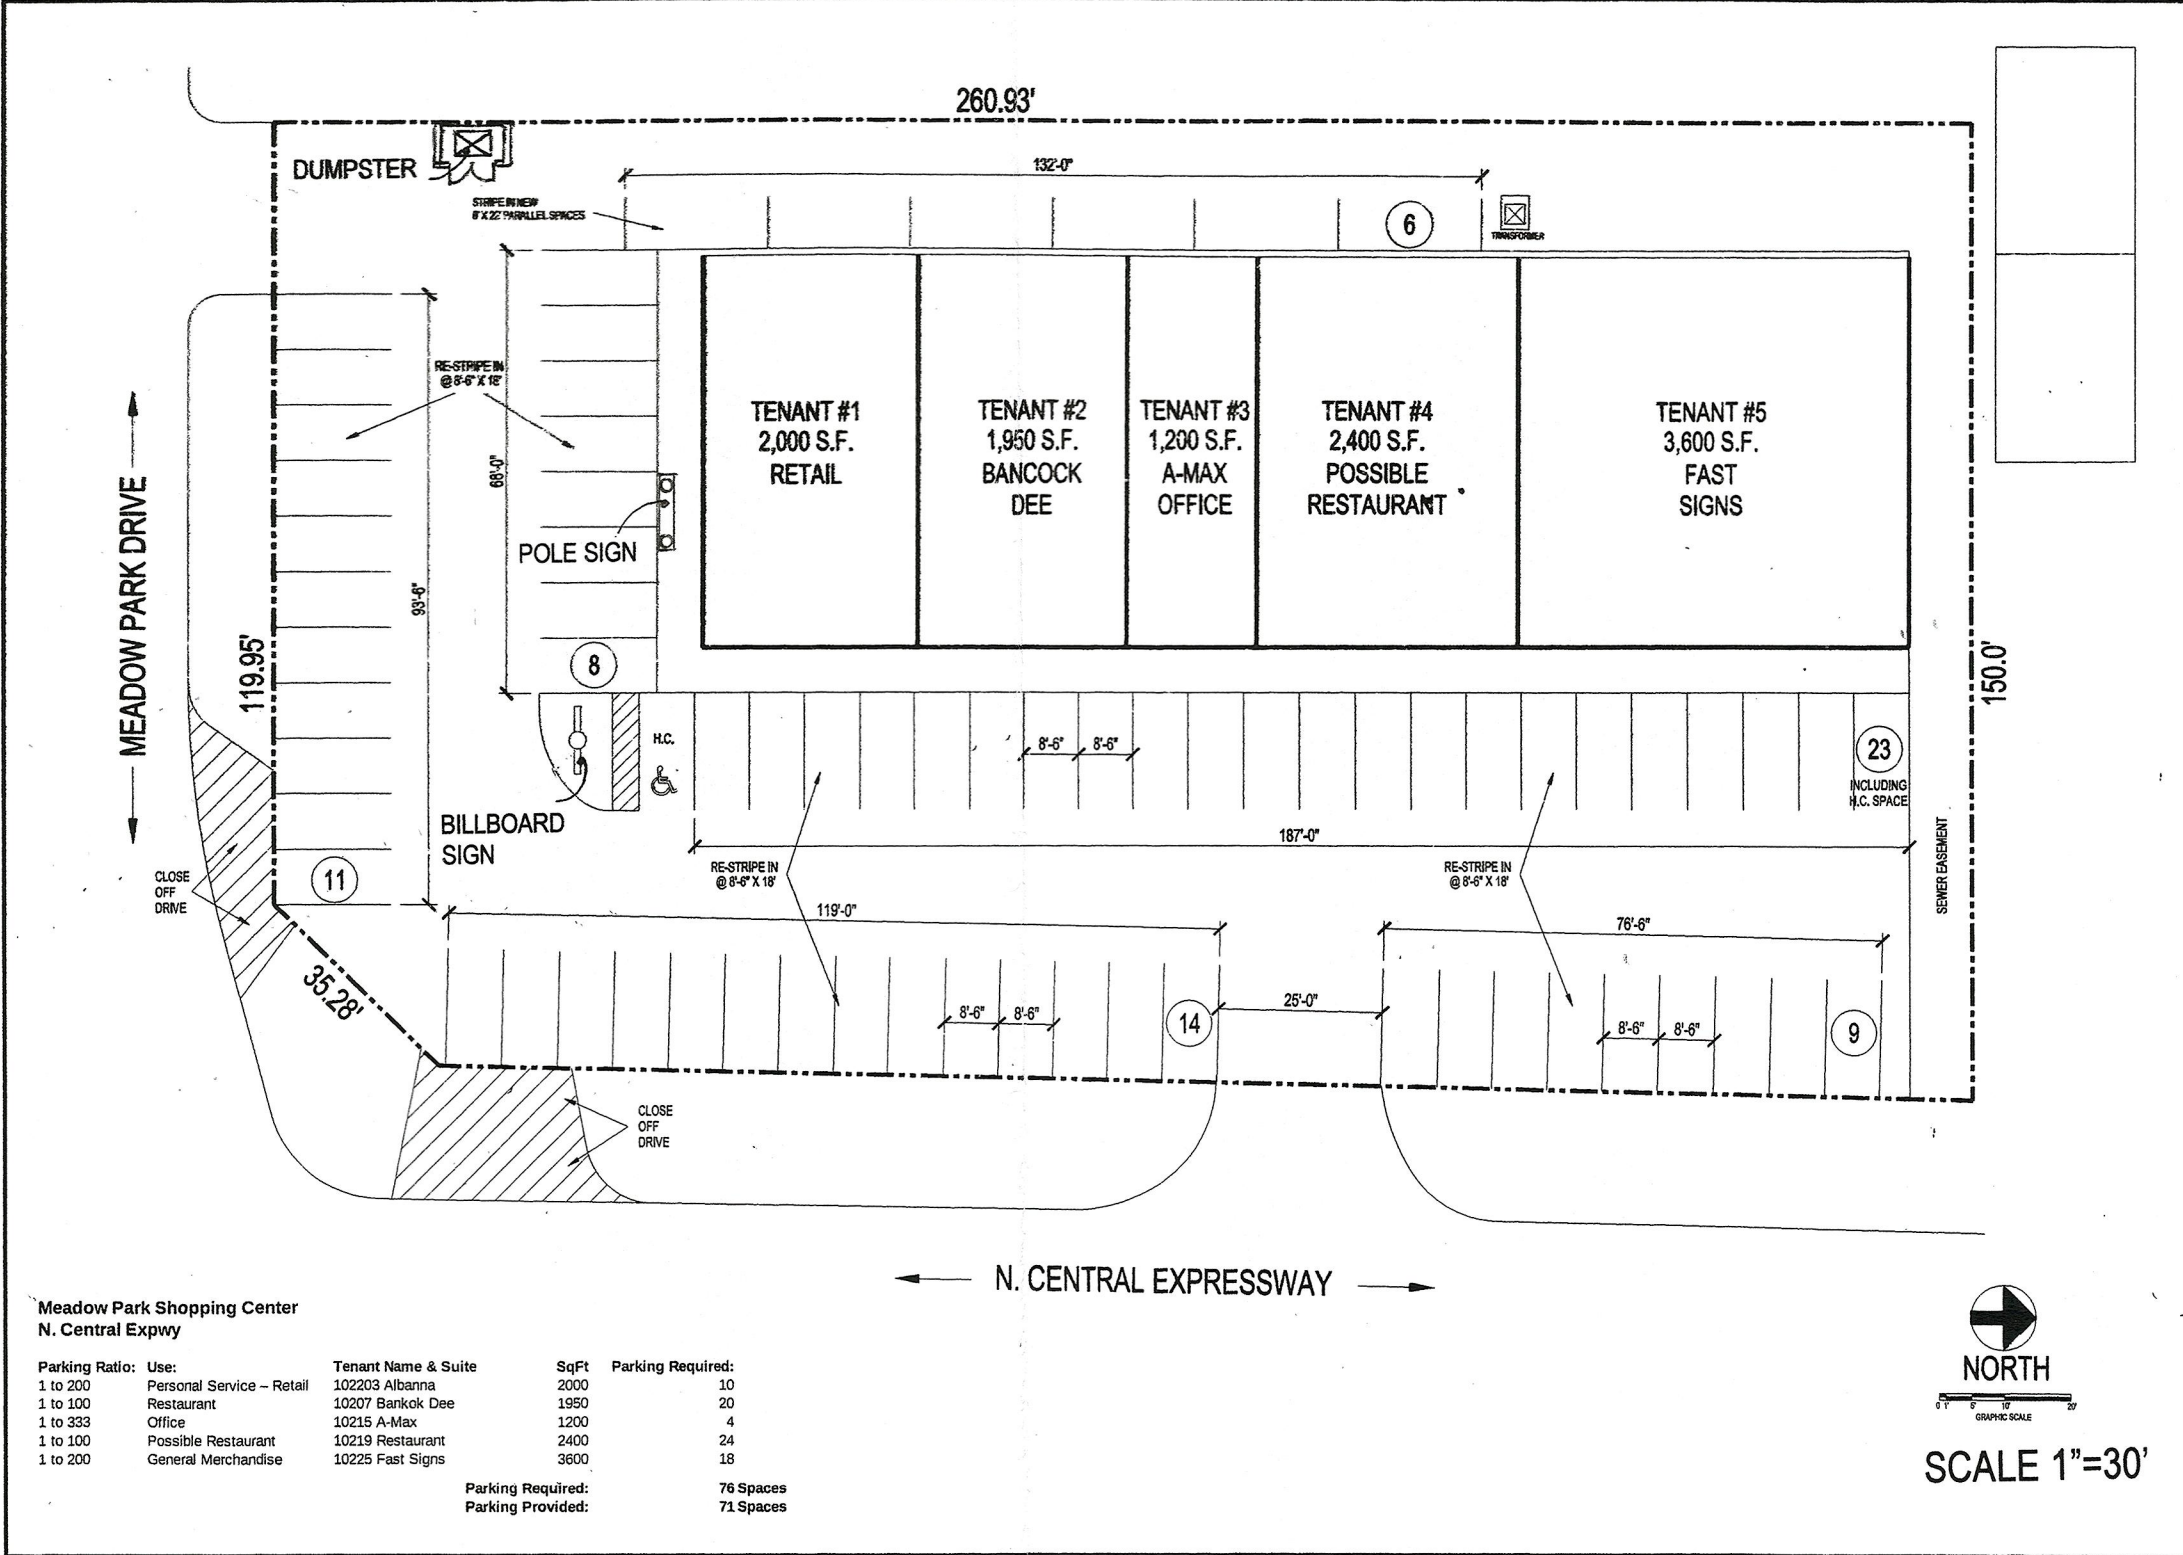 260.93'
DUMPSTER
132'-0"
STRIPE IN NEW
8' X 22' PARALLEL SPACES
6
TRANSFORMER
RE-STRIPE IN
@ 8'-6" X 18'
68'-0"
93'-6"
MEADOW PARK DRIVE
119.95'
TENANT #1
2,000 S.F.
RETAIL
TENANT #2
1,950 S.F.
BANCOCK
DEE
TENANT #3
1,200 S.F.
A-MAX
OFFICE
TENANT #4
2,400 S.F.
POSSIBLE
RESTAURANT
TENANT #5
3,600 S.F.
FAST
SIGNS
POLE SIGN
8
150.0'
H.C.
8'-6"
8'-6"
23
INCLUDING
H.C. SPACE
BILLBOARD
SIGN
187'-0"
SEWER EASEMENT
CLOSE
OFF
DRIVE
11
RE-STRIPE IN
@ 8'-6" X 18'
RE-STRIPE IN
@ 8'-6" X 18'
119'-0"
76'-6"
35.28'
8'-6"
8'-6"
14
25'-0"
8'-6"
8'-6"
9
CLOSE
OFF
DRIVE
N. CENTRAL EXPRESSWAY
Meadow Park Shopping Center
N. Central Expwy
Parking Ratio: Use: Tenant Name & Suite SqFt Parking Required:
1 to 200 Personal Service – Retail 102203 Albanna 2000 10
1 to 100 Restaurant 10207 Bankok Dee 1950 20
1 to 333 Office 10215 A-Max 1200 4
1 to 100 Possible Restaurant 10219 Restaurant 2400 24
1 to 200 General Merchandise 10225 Fast Signs 3600 18
Parking Required: 76 Spaces
Parking Provided: 71 Spaces
NORTH
0 1' 5' 10' 20'
GRAPHIC SCALE
SCALE 1"=30'